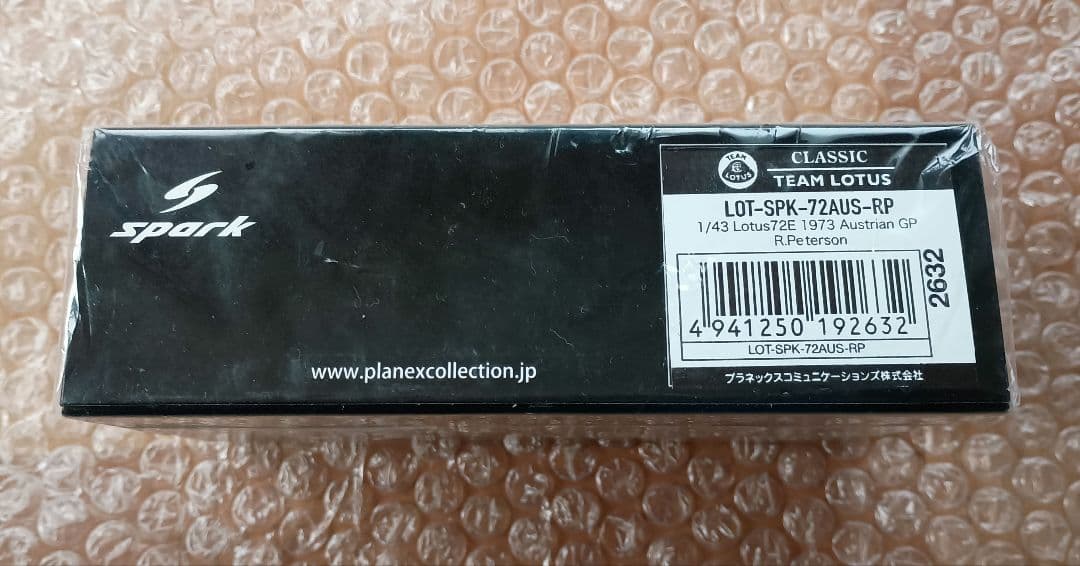 spark
www.planexcollection.jp
TEAM
LOTUS
CLASSIC
TEAM LOTUS
LOT-SPK-72AUS-RP
1/43 Lotus72E 1973 Austrian GP
R.Peterson
2632
4 941250 192632
LOT-SPK-72AUS-RP
プラネックスコミュニケーションズ株式会社